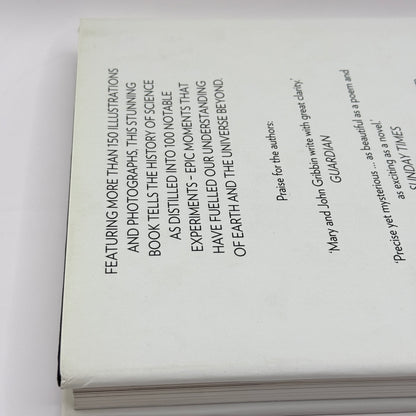 FEATURING MORE THAN 150 ILLUSTRATIONS
AND PHOTOGRAPHS, THIS STUNNING
BOOK TELLS THE HISTORY OF SCIENCE
AS DISTILLED INTO 100 NOTABLE
EXPERIMENTS – EPIC MOMENTS THAT
HAVE FUELLED OUR UNDERSTANDING
OF EARTH AND THE UNIVERSE BEYOND.
Praise for the authors:
'Mary and John Gribbin write with great clarity.'
GUARDIAN
'Precise yet mysterious ... as beautiful as a poem and
as exciting as a novel.'
SUNDAY TIMES